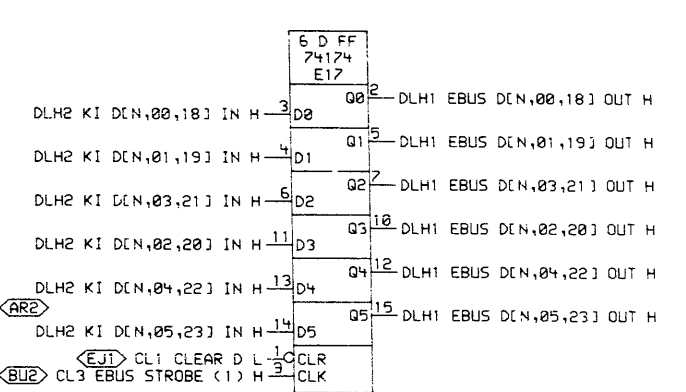 6 D FF
74174
E17
DLH2 KI D[N,00,18] IN H 3 D0 Q0 2 DLH1 EBUS D[N,00,18] OUT H
DLH2 KI D[N,01,19] IN H 4 D1 Q1 5 DLH1 EBUS D[N,01,19] OUT H
DLH2 KI D[N,03,21] IN H 6 D2 Q2 7 DLH1 EBUS D[N,03,21] OUT H
DLH2 KI D[N,02,20] IN H 11 D3 Q3 10 DLH1 EBUS D[N,02,20] OUT H
DLH2 KI D[N,04,22] IN H 13 D4 Q4 12 DLH1 EBUS D[N,04,22] OUT H
AR2
DLH2 KI D[N,05,23] IN H 14 D5 Q5 15 DLH1 EBUS D[N,05,23] OUT H
EJ1 CL1 CLEAR D L 1 CLR
BU2 CL3 EBUS STROBE (1) H CLK